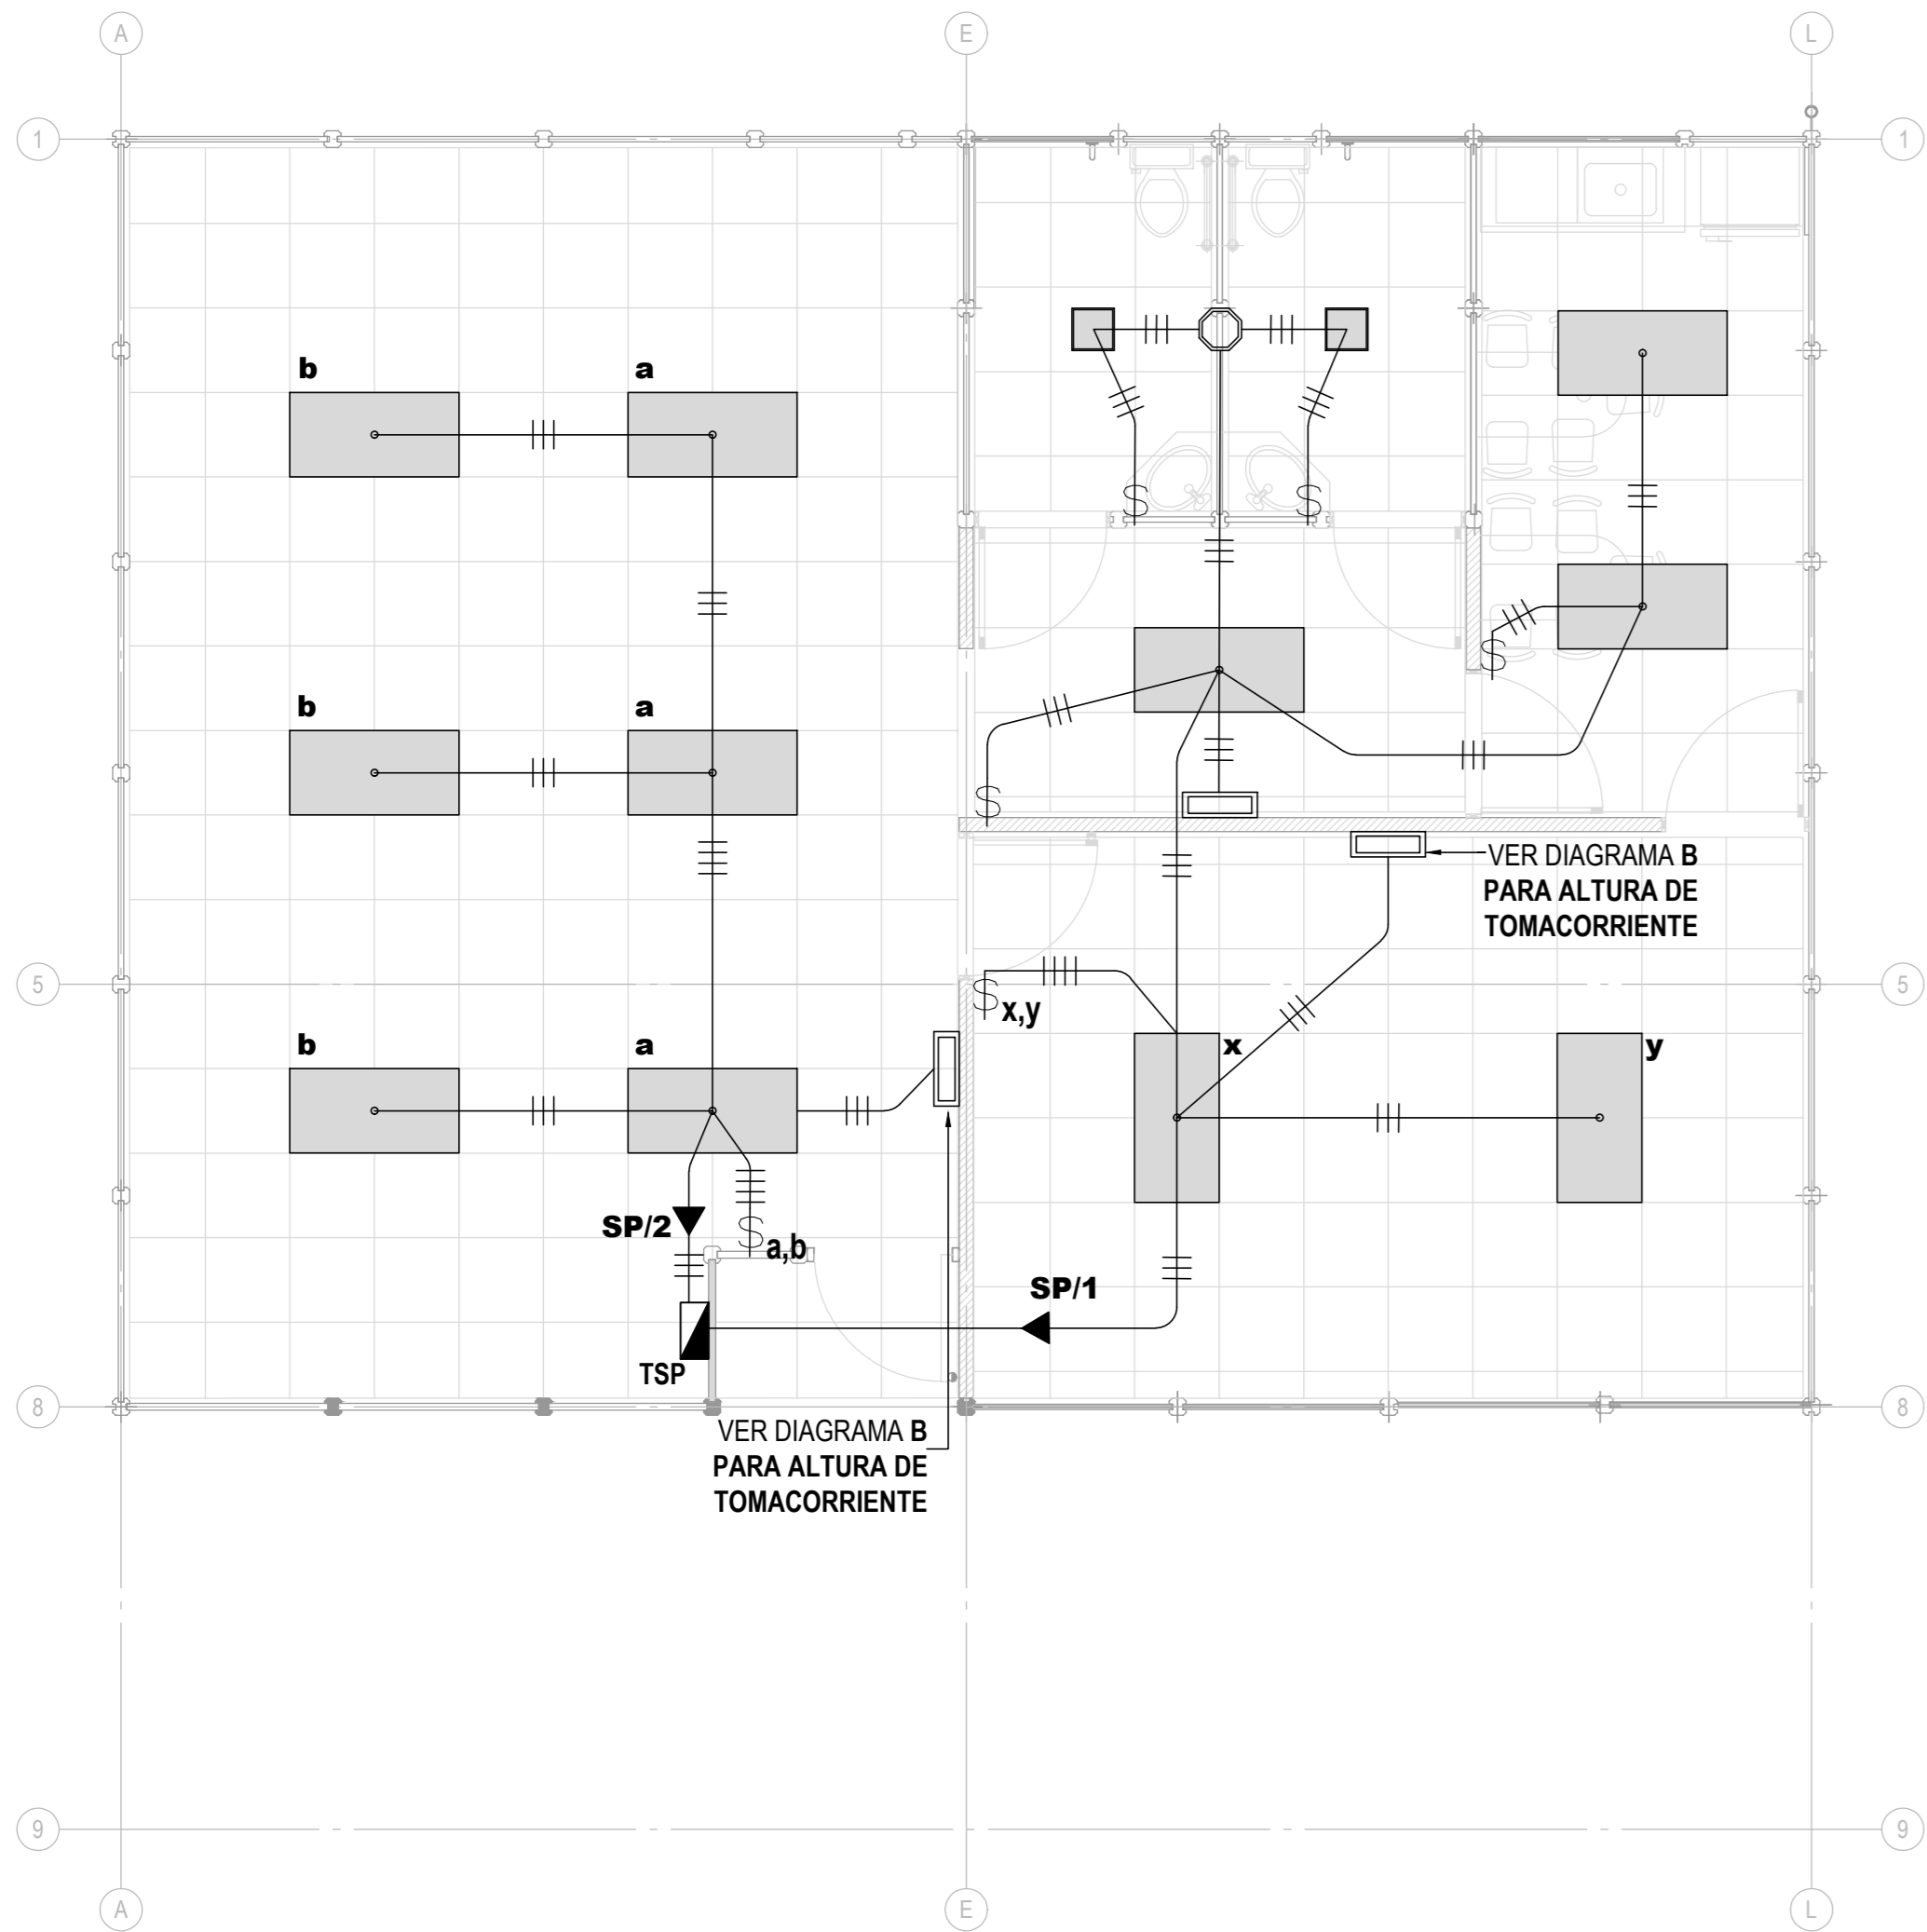 A
E
L
1
1
b
a
b
a
VER DIAGRAMA B
PARA ALTURA DE
TOMACORRIENTE
5
5
$
$
$
$
$ x,y
b
a
x
y
SP/2
$ a,b
SP/1
TSP
8
8
VER DIAGRAMA B
PARA ALTURA DE
TOMACORRIENTE
9
9
A
E
L